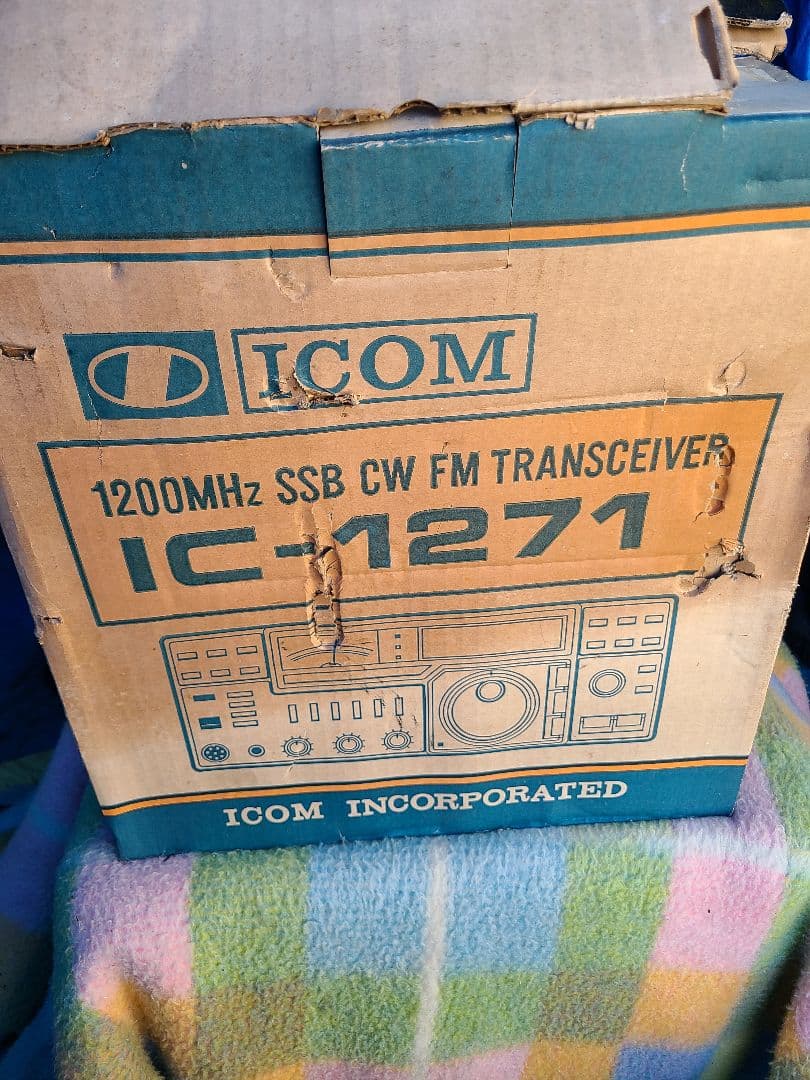 ICOM
1200MHz SSB CW FM TRANSCEIVER
IC-1271
ICOM INCORPORATED